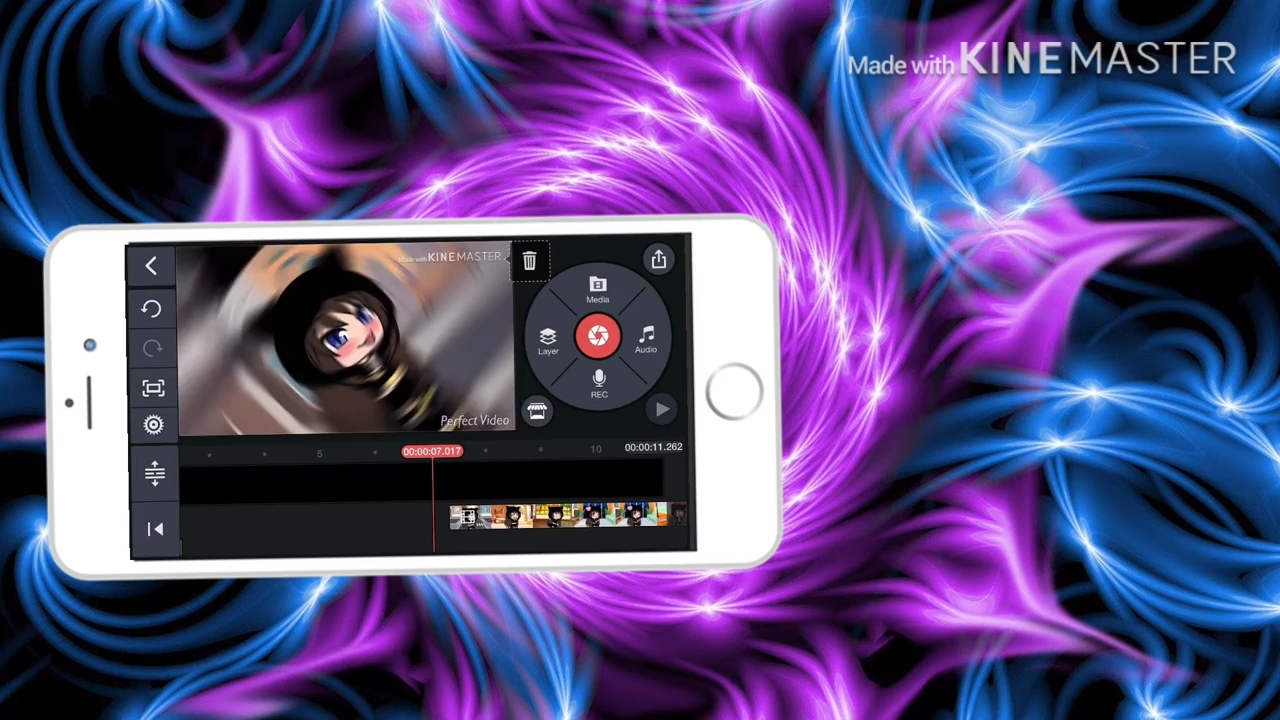 Made with KINEMASTER
Made with KINEMASTER
Media
Layer
Audio
REC
Perfect Video
00:00:07.017
5
10
00:00:11.262